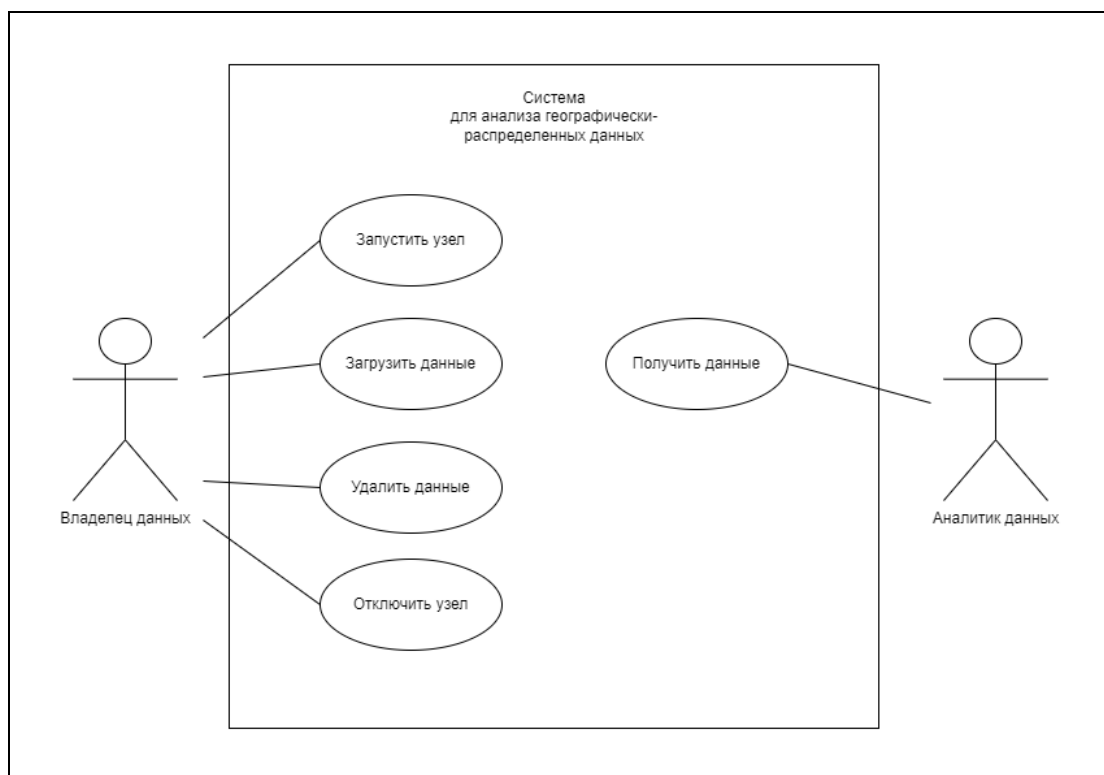 Система
для анализа географически-
распределенных данных
Запустить узел
Загрузить данные
Получить данные
Удалить данные
Владелец данных
Аналитик данных
Отключить узел